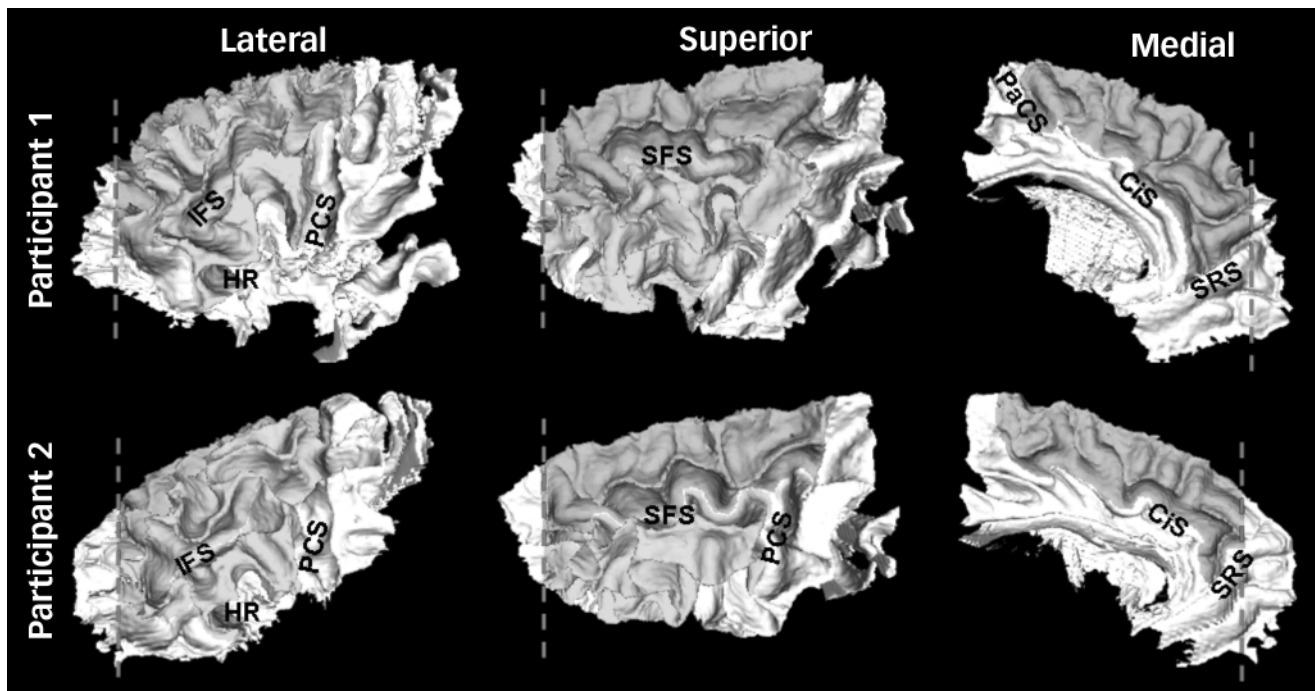 Lateral
Superior
Medial
Participant 1
IFS
PCS
HR
SFS
PaCS
CiS
SRS
Participant 2
IFS
PCS
HR
SFS
PCS
CiS
SRS